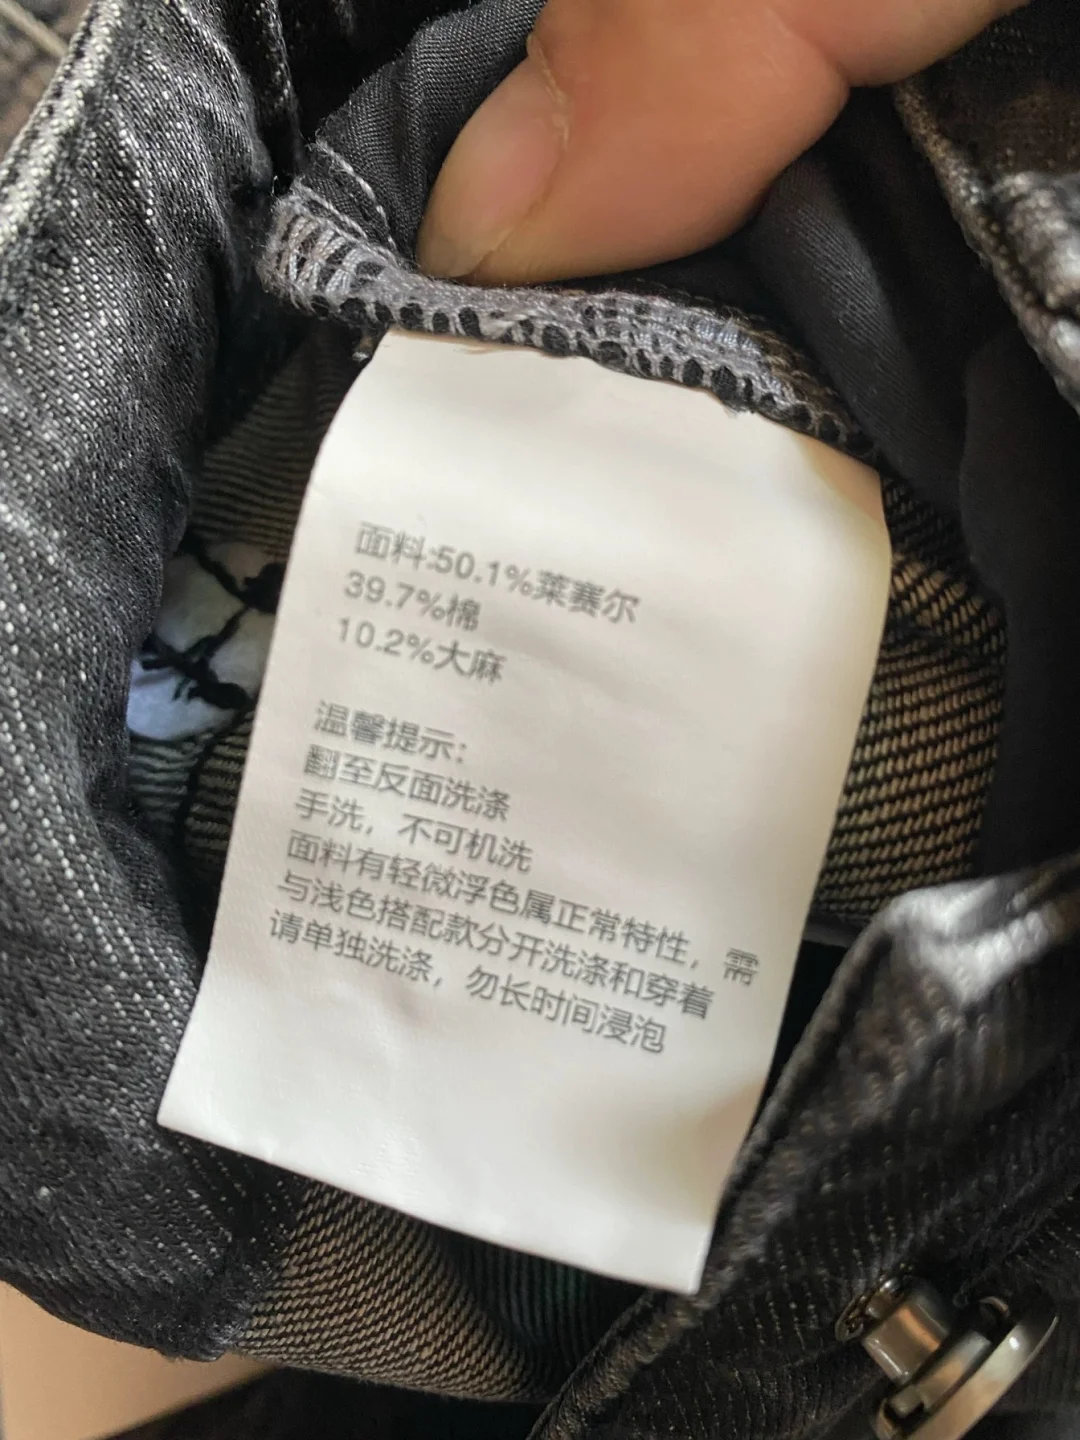 面料:50.1%莱赛尔
39.7%棉
10.2%大麻
温馨提示：
翻至反面洗涤
手洗，不可机洗
面料有轻微浮色属正常特性，需
与浅色搭配款分开洗涤和穿着
请单独洗涤，勿长时间浸泡